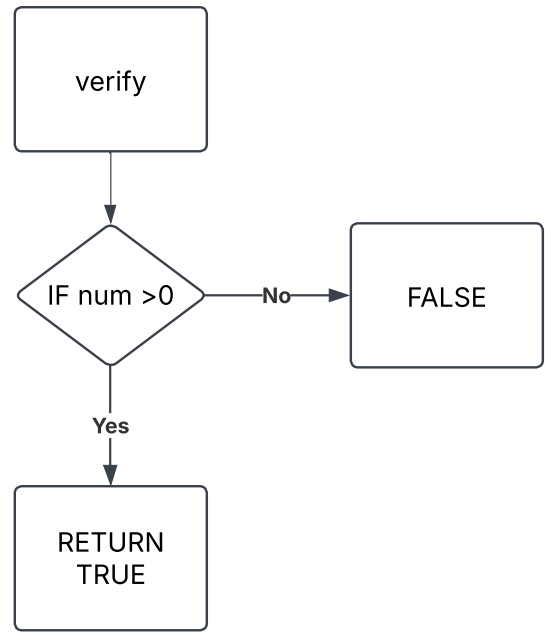 verify
IF num >0
No
FALSE
Yes
RETURN
TRUE